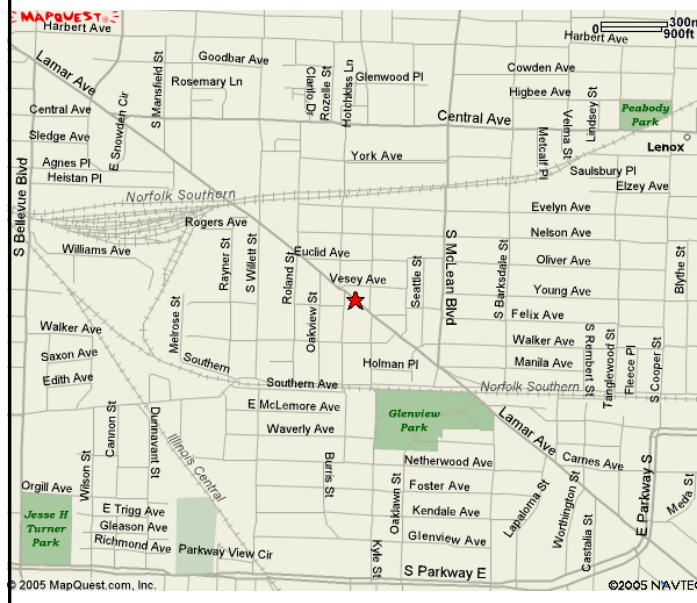 MAPQUEST
300m
900ft
0
Harbert Ave
Harbert Ave
Lamar Ave
S Mansfield St
Goodbar Ave
Rosemary Ln
Clanlo Dr
Rozelle St
Hotchkiss Ln
Glenwood Pl
Cowden Ave
Higbee Ave
Lindsey St
Peabody
Park
Central Ave
E Snowden Cir
Central Ave
Velma St
Metcalf Pl
Lenox
Sledge Ave
York Ave
Agnes Pl
Heistan Pl
Saulsbury Pl
Elzey Ave
S Bellevue Blvd
Norfolk Southern
Evelyn Ave
Rogers Ave
Nelson Ave
Williams Ave
Rayner St
S Willett St
Roland St
Euclid Ave
Vesey Ave
Seattle St
S McLean Blvd
S Barksdale St
Oliver Ave
Blythe St
Young Ave
Oakview St
Felix Ave
Melrose St
Walker Ave
Walker Ave
Saxon Ave
Edith Ave
Southern
Holman Pl
Manila Ave
S Rembert St
Tanglewood St
Fleece Pl
S Cooper St
Southern Ave
Norfolk Southern
E McLemore Ave
Glenview
Park
Lamar Ave
Waverly Ave
Cannon St
Dunnavant St
Illinois Central
Wilson St
Burris St
Netherwood Ave
Carnes Ave
E Parkway S
Orgill Ave
Oaklawn St
Foster Ave
Lapaloma St
Worthington St
Meda St
Jesse H
Turner
Park
E Trigg Ave
Gleason Ave
Richmond Ave
Kendale Ave
Castalia St
Glenview Ave
Parkway View Cir
Kyle St
S Parkway E
© 2005 MapQuest.com, Inc.
©2005 NAVTEQ